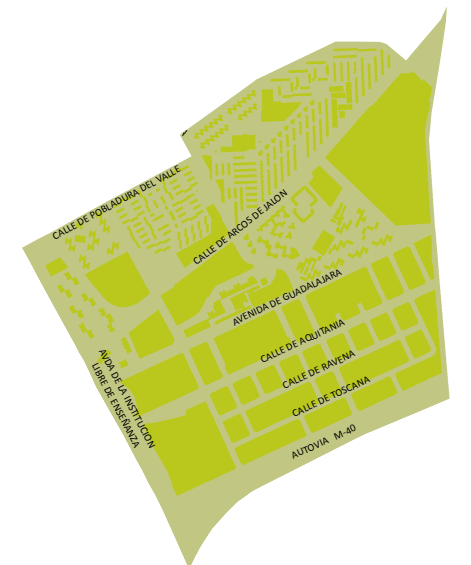 CALLE DE POBLADURA DEL VALLE
CALLE DE ARCOS DE JALON
AVENIDA DE GUADALAJARA
CALLE DE AQUITANIA
CALLE DE RAVENA
CALLE DE TOSCANA
AVDA DE LA INSTITUCION
LIBRE DE ENSEÑANZA
AUTOVIA M-40